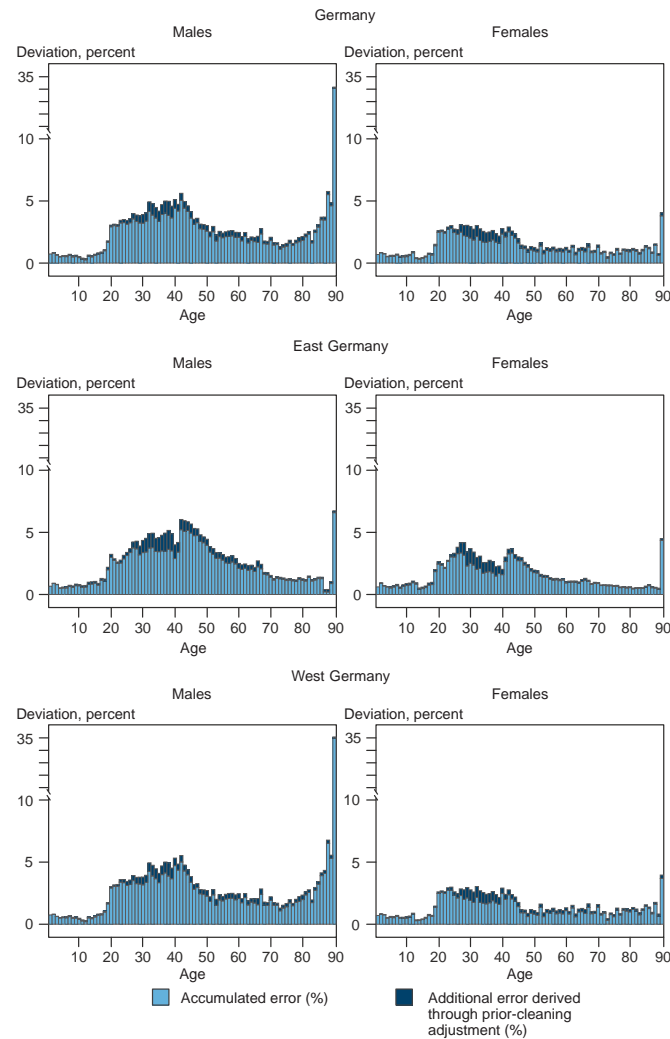 Germany
Males
Females
Deviation, percent
Deviation, percent
35
10
5
0
10 20 30 40 50 60 70 80 90
Age
35
10
5
0
10 20 30 40 50 60 70 80 90
Age
East Germany
Males
Females
Deviation, percent
Deviation, percent
35
10
5
0
10 20 30 40 50 60 70 80 90
Age
35
10
5
0
10 20 30 40 50 60 70 80 90
Age
West Germany
Males
Females
Deviation, percent
Deviation, percent
35
10
5
0
10 20 30 40 50 60 70 80 90
Age
35
10
5
0
10 20 30 40 50 60 70 80 90
Age
Accumulated error (%)
Additional error derived
through prior-cleaning
adjustment (%)